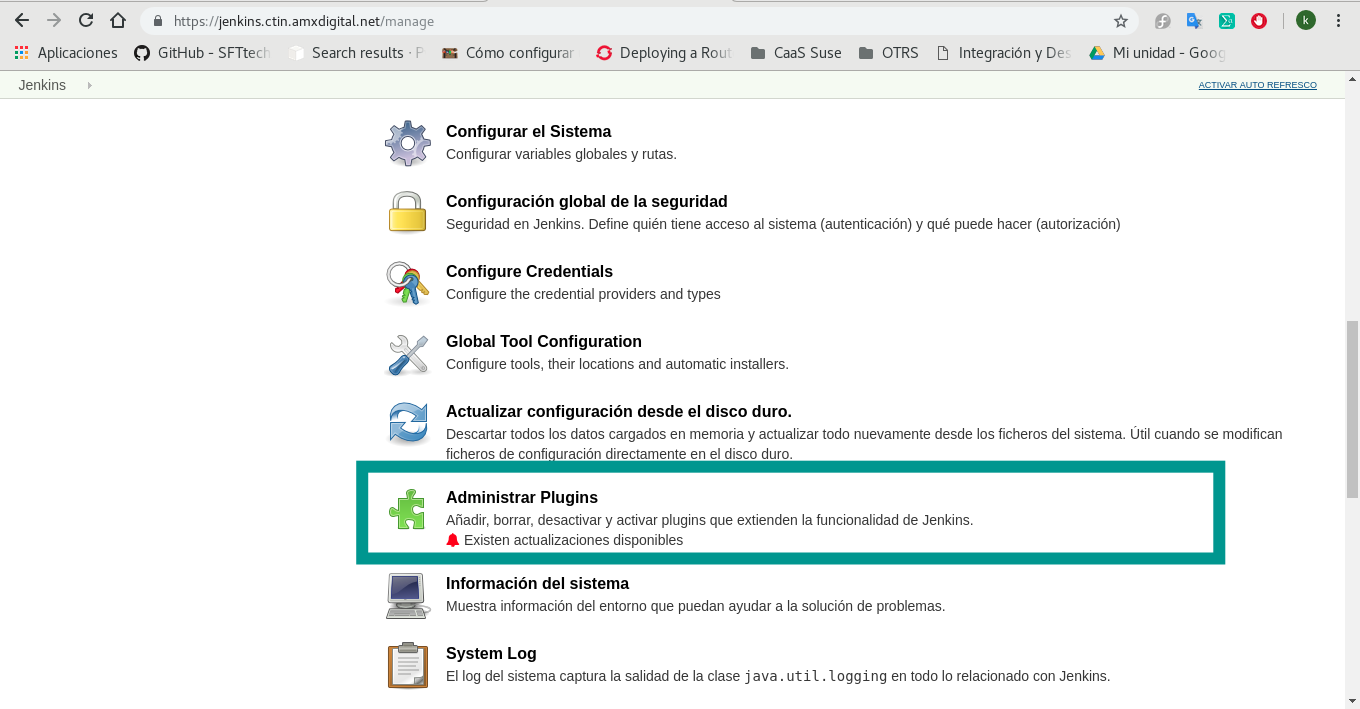 https://jenkins.ctin.amxdigital.net/manage
k
Aplicaciones GitHub - SFTtech Search results · Cómo configurar Deploying a Rout CaaS Suse OTRS Integración y Des Mi unidad - Goog
Jenkins ACTIVAR AUTO REFRESCO
Configurar el Sistema
Configurar variables globales y rutas.
Configuración global de la seguridad
Seguridad en Jenkins. Define quién tiene acceso al sistema (autenticación) y qué puede hacer (autorización)
Configure Credentials
Configure the credential providers and types
Global Tool Configuration
Configure tools, their locations and automatic installers.
Actualizar configuración desde el disco duro.
Descartar todos los datos cargados en memoria y actualizar todo nuevamente desde los ficheros del sistema. Útil cuando se modifican
ficheros de configuración directamente en el disco duro.
Administrar Plugins
Añadir, borrar, desactivar y activar plugins que extienden la funcionalidad de Jenkins.
Existen actualizaciones disponibles
Información del sistema
Muestra información del entorno que puedan ayudar a la solución de problemas.
System Log
El log del sistema captura la salida de la clase java.util.logging en todo lo relacionado con Jenkins.